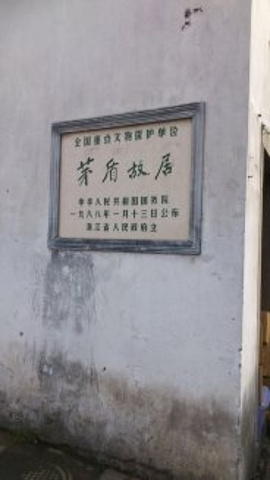 全国重点文物保护单位
茅盾故居
中华人民共和国国务院
一九八八年一月十三日公布
浙江省人民政府立